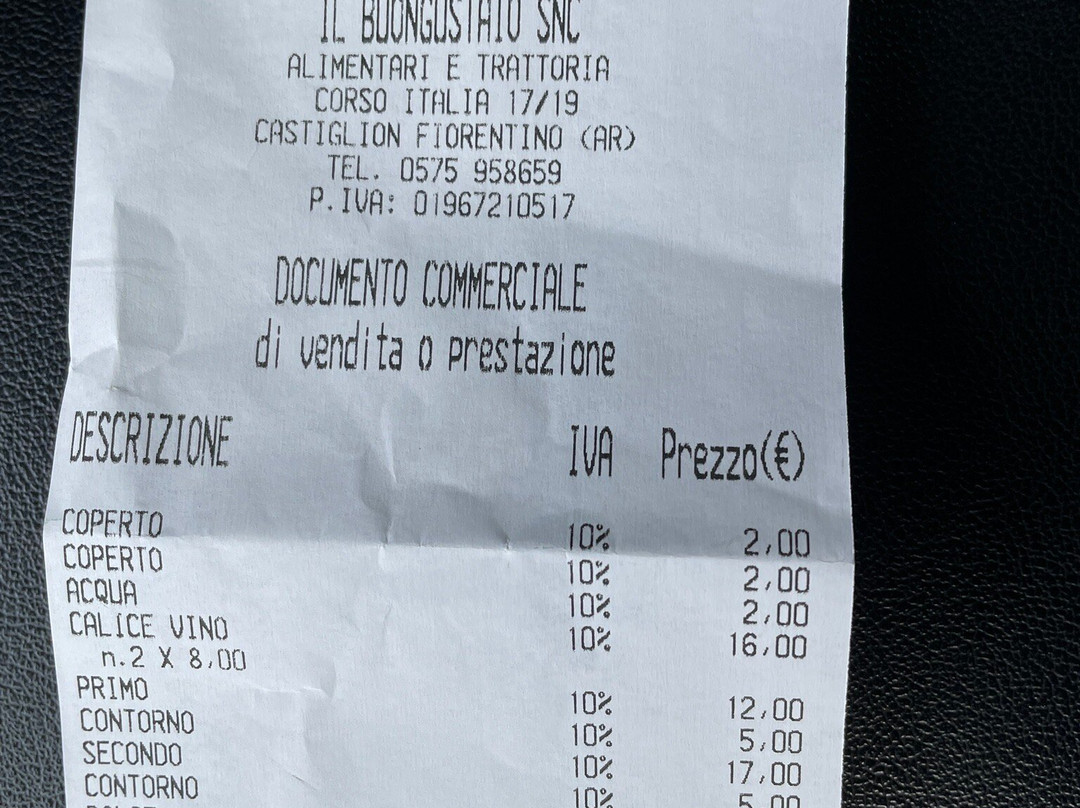 IL BUONGUSTAIO SNC
ALIMENTARI E TRATTORIA
CORSO ITALIA 17/19
CASTIGLION FIORENTINO (AR)
TEL. 0575 958659
P.IVA: 01967210517
DOCUMENTO COMMERCIALE
di vendita o prestazione
DESCRIZIONE IVA Prezzo(€)
COPERTO 10% 2,00
COPERTO 10% 2,00
ACQUA 10% 2,00
CALICE VINO 10% 16,00
n.2 X 8,00
PRIMO 10% 12,00
CONTORNO 10% 5,00
SECONDO 10% 17,00
CONTORNO 10% 5,00